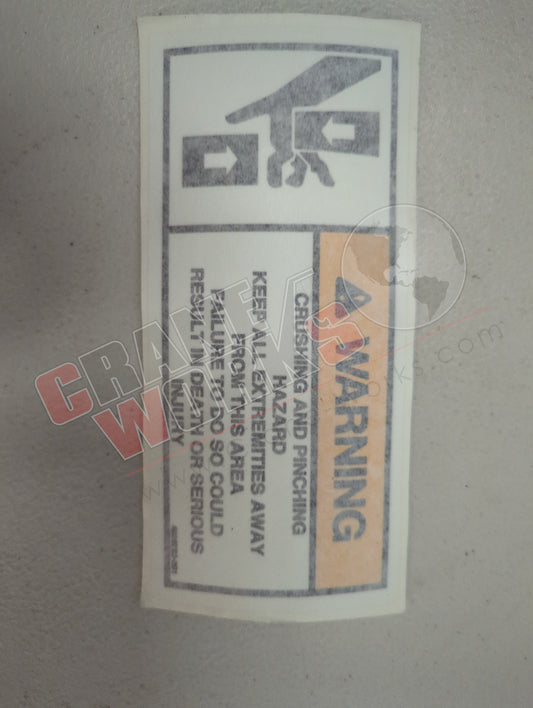 WARNING
CRUSHING AND PINCHING
HAZARD
KEEP ALL EXTREMITIES AWAY
FROM THIS AREA
FAILURE TO DO SO COULD
RESULT IN DEATH OR SERIOUS
INJURY
CRANE
WORKS